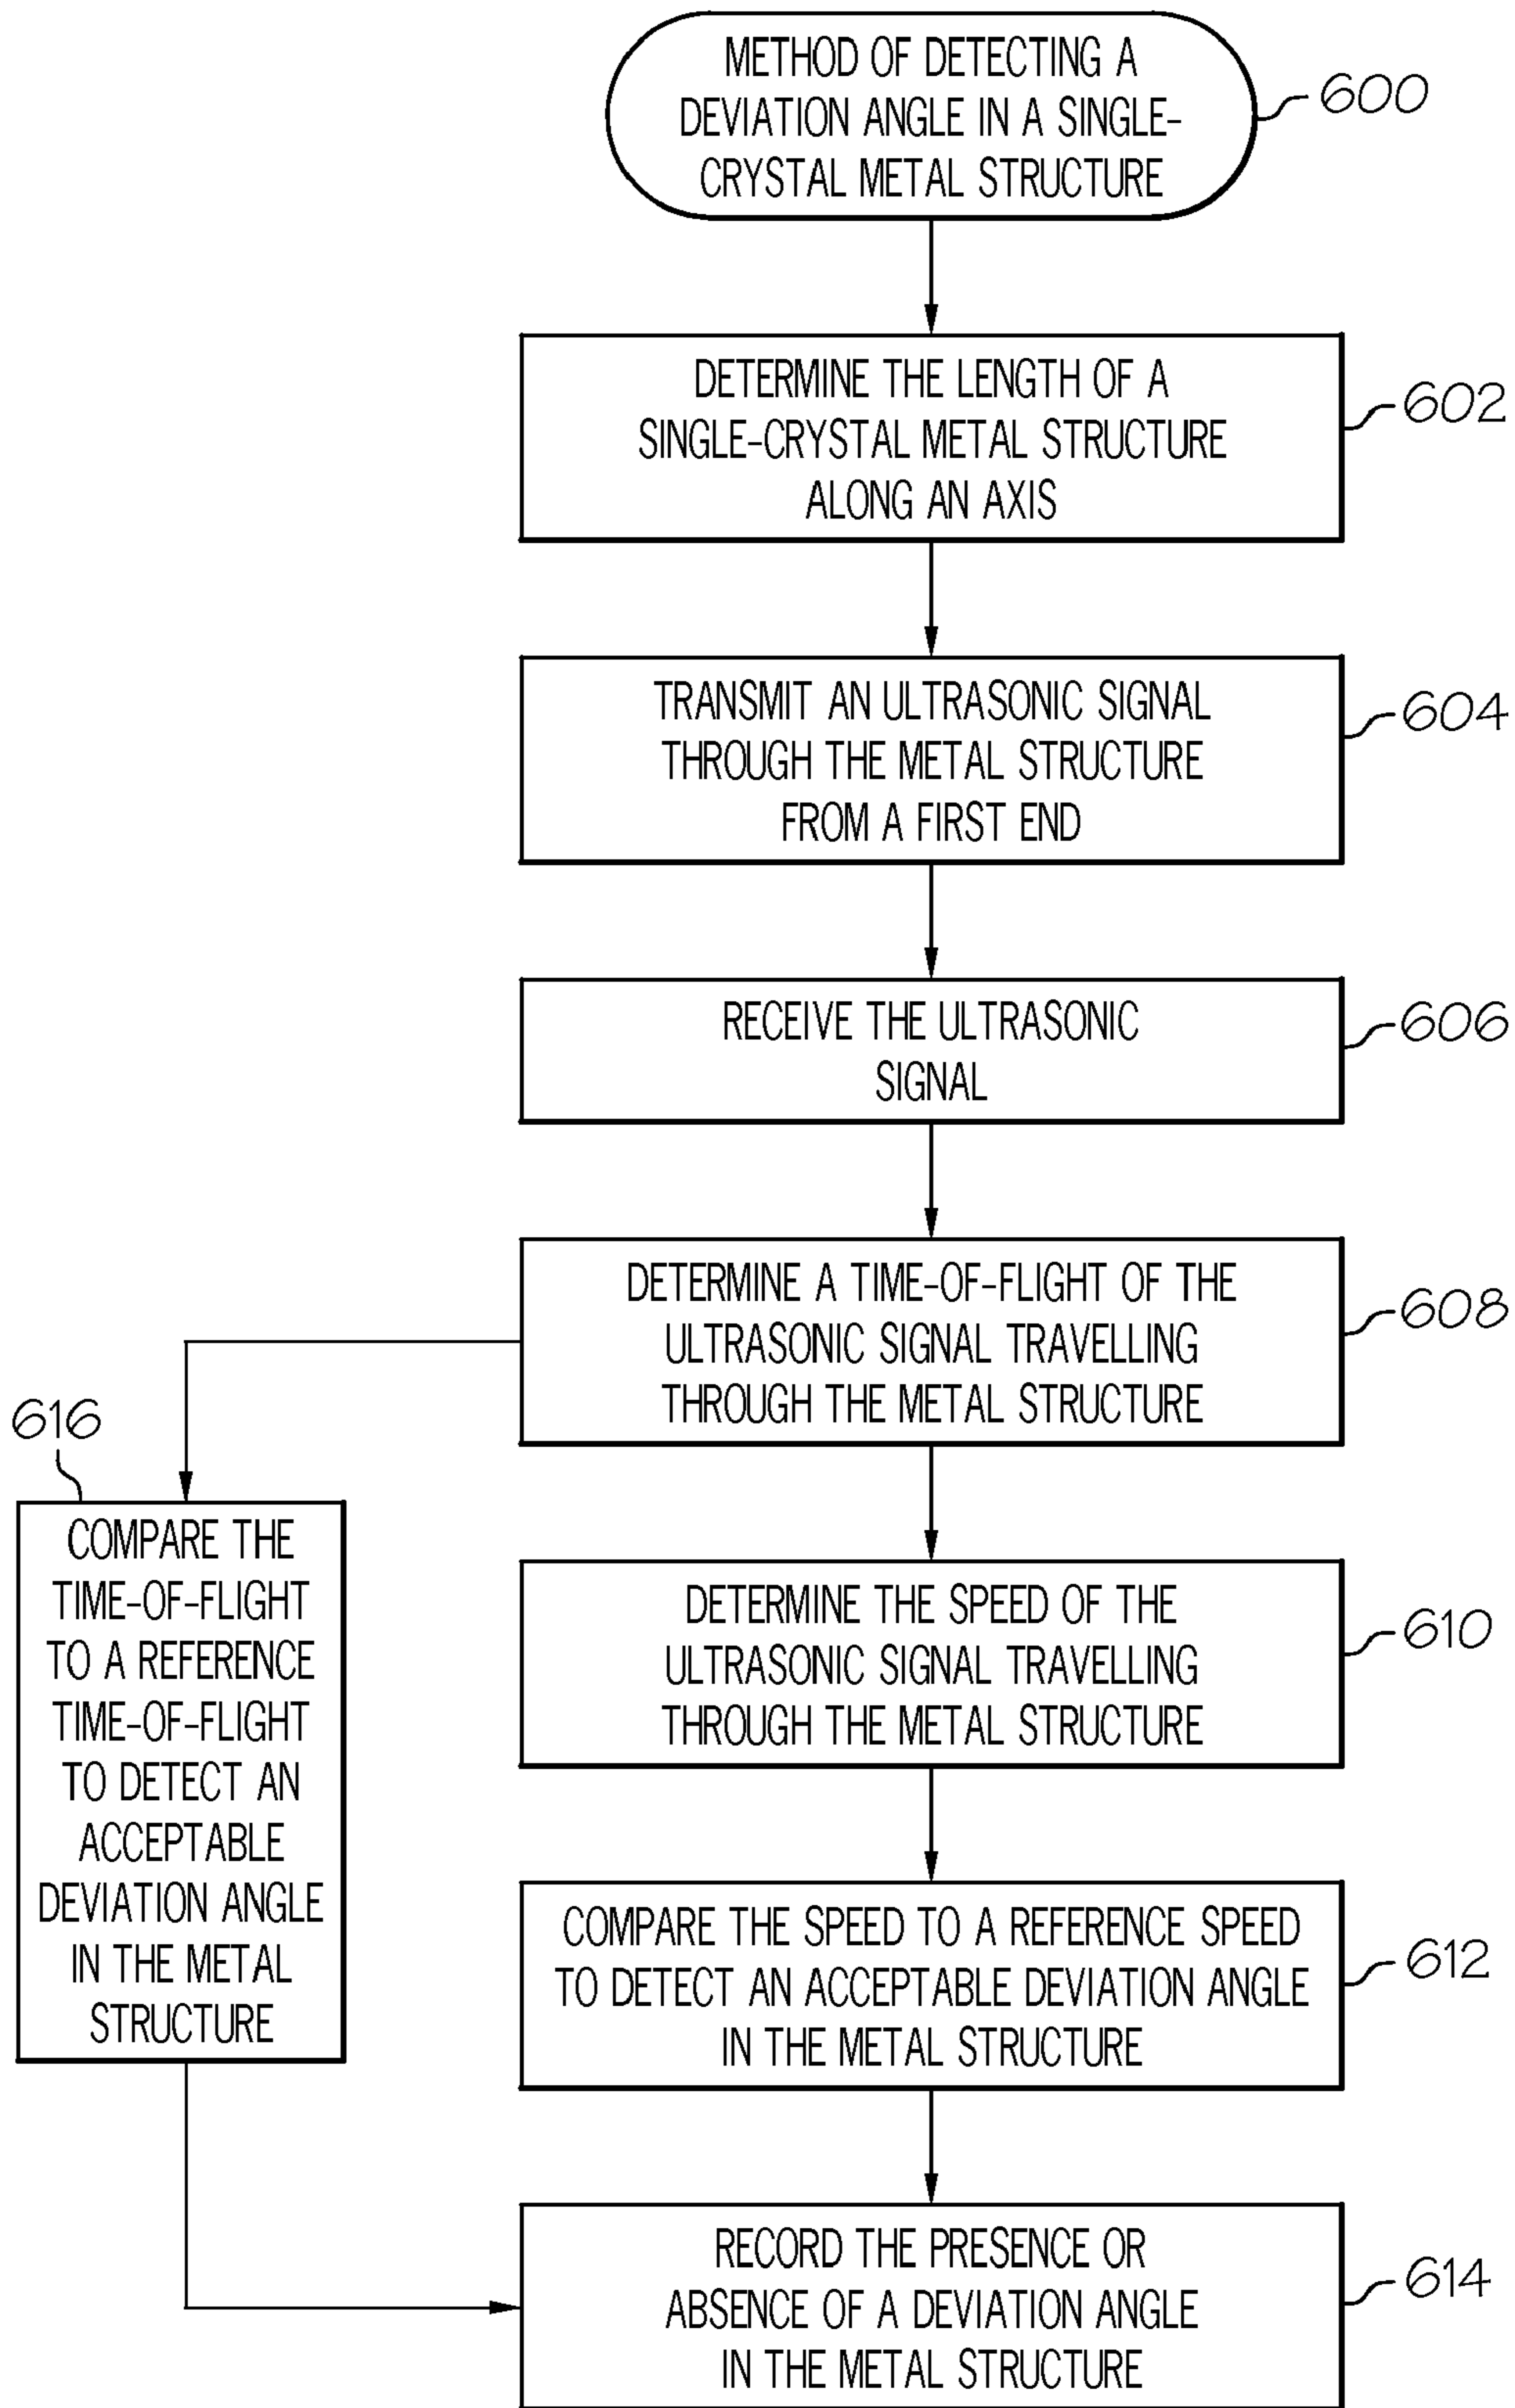 METHOD OF DETECTING A
DEVIATION ANGLE IN A SINGLE-
CRYSTAL METAL STRUCTURE
600
DETERMINE THE LENGTH OF A
SINGLE-CRYSTAL METAL STRUCTURE
ALONG AN AXIS
602
TRANSMIT AN ULTRASONIC SIGNAL
THROUGH THE METAL STRUCTURE
FROM A FIRST END
604
RECEIVE THE ULTRASONIC
SIGNAL
606
DETERMINE A TIME-OF-FLIGHT OF THE
ULTRASONIC SIGNAL TRAVELLING
THROUGH THE METAL STRUCTURE
608
616
COMPARE THE
TIME-OF-FLIGHT
TO A REFERENCE
TIME-OF-FLIGHT
TO DETECT AN
ACCEPTABLE
DEVIATION ANGLE
IN THE METAL
STRUCTURE
DETERMINE THE SPEED OF THE
ULTRASONIC SIGNAL TRAVELLING
THROUGH THE METAL STRUCTURE
610
COMPARE THE SPEED TO A REFERENCE SPEED
TO DETECT AN ACCEPTABLE DEVIATION ANGLE
IN THE METAL STRUCTURE
612
RECORD THE PRESENCE OR
ABSENCE OF A DEVIATION ANGLE
IN THE METAL STRUCTURE
614